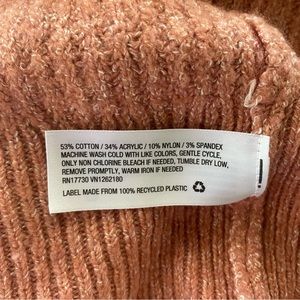 53% COTTON / 34% ACRYLIC / 10% NYLON / 3% SPANDEX
MACHINE WASH COLD WITH LIKE COLORS, GENTLE CYCLE,
ONLY NON CHLORINE BLEACH IF NEEDED, TUMBLE DRY LOW,
REMOVE PROMPTLY, WARM IRON IF NEEDED
RN17730 VN1262180
LABEL MADE FROM 100% RECYCLED PLASTIC